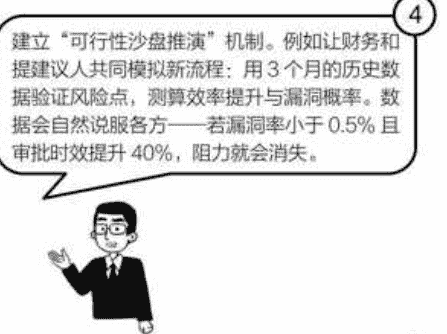 4
建立“可行性沙盘推演”机制。例如让财务和
提建议人共同模拟新流程：用 3 个月的历史数
据验证风险点，测算效率提升与漏洞概率。数
据会自然说服各方——若漏洞率小于 0.5% 且
审批时效提升 40%，阻力就会消失。